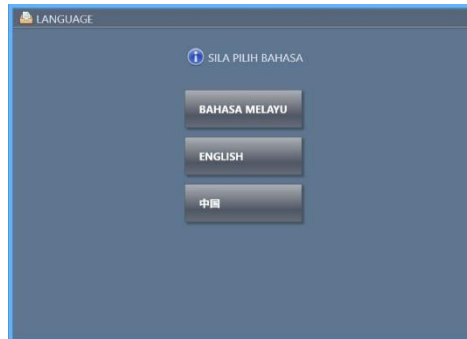 LANGUAGE
SILA PILIH BAHASA
BAHASA MELAYU
ENGLISH
中国